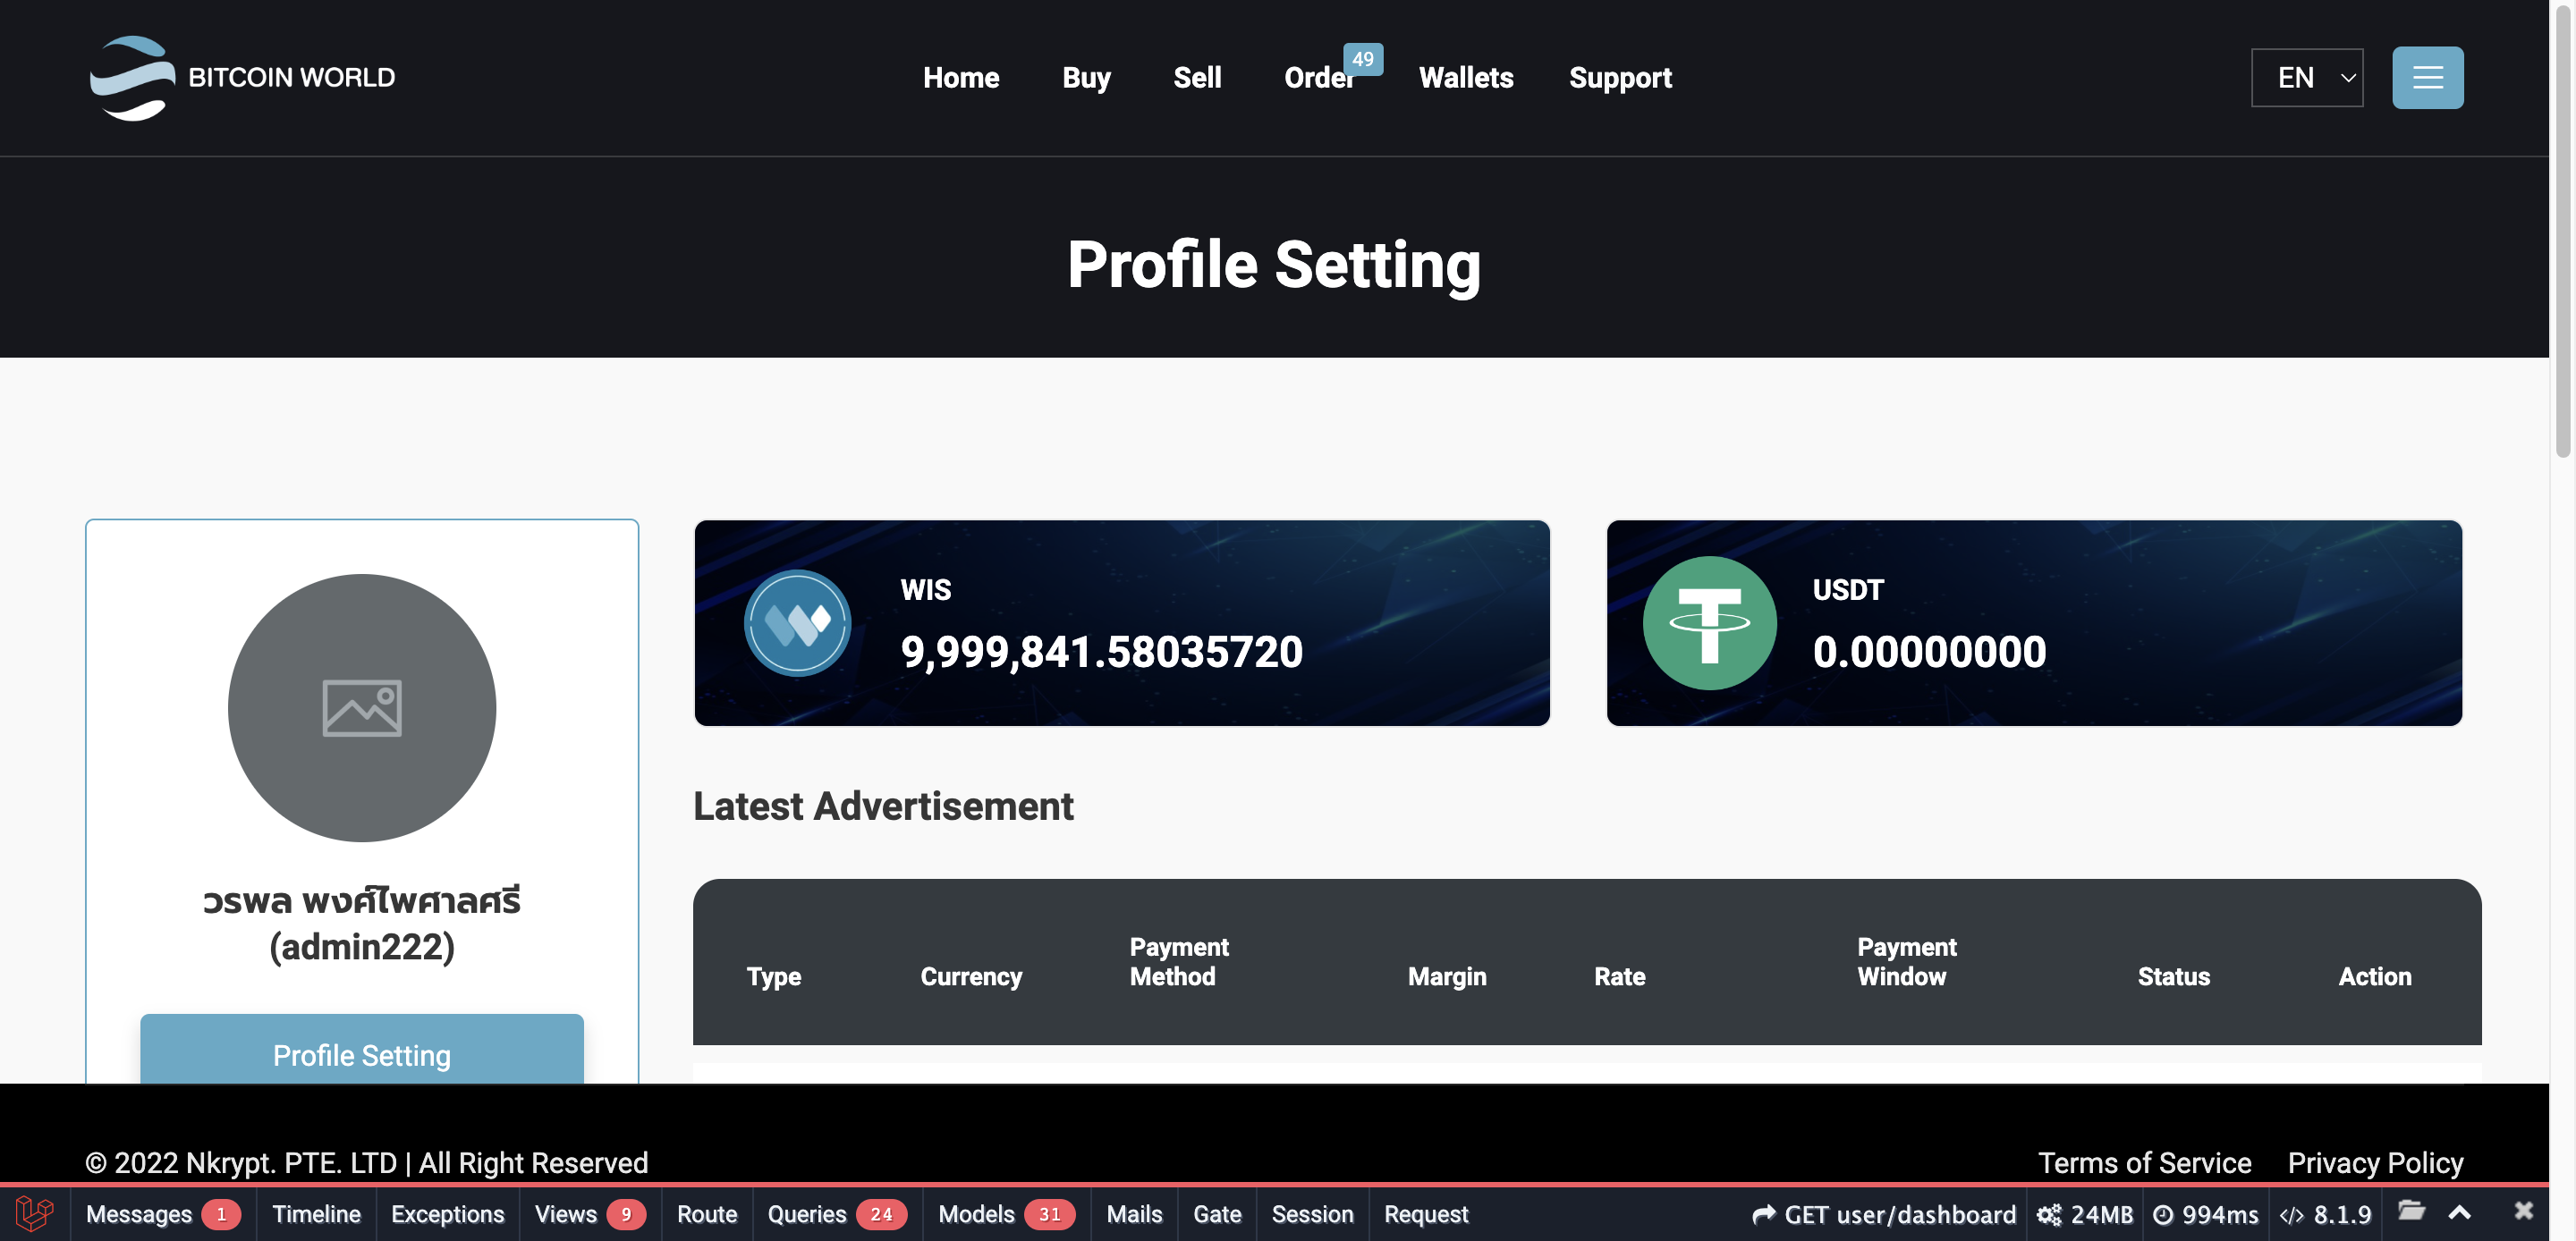 BITCOIN WORLD
Home Buy Sell Order 49 Wallets Support
EN
Profile Setting
WIS
9,999,841.58035720
USDT
0.00000000
วรพล พงศ์ไพศาลศรี
(admin222)
Profile Setting
Latest Advertisement
Type Currency Payment Method Margin Rate Payment Window Status Action
© 2022 Nkrypt. PTE. LTD | All Right Reserved
Terms of Service Privacy Policy
Messages 1 Timeline Exceptions Views 9 Route Queries 24 Models 31 Mails Gate Session Request GET user/dashboard 24MB 994ms 8.1.9